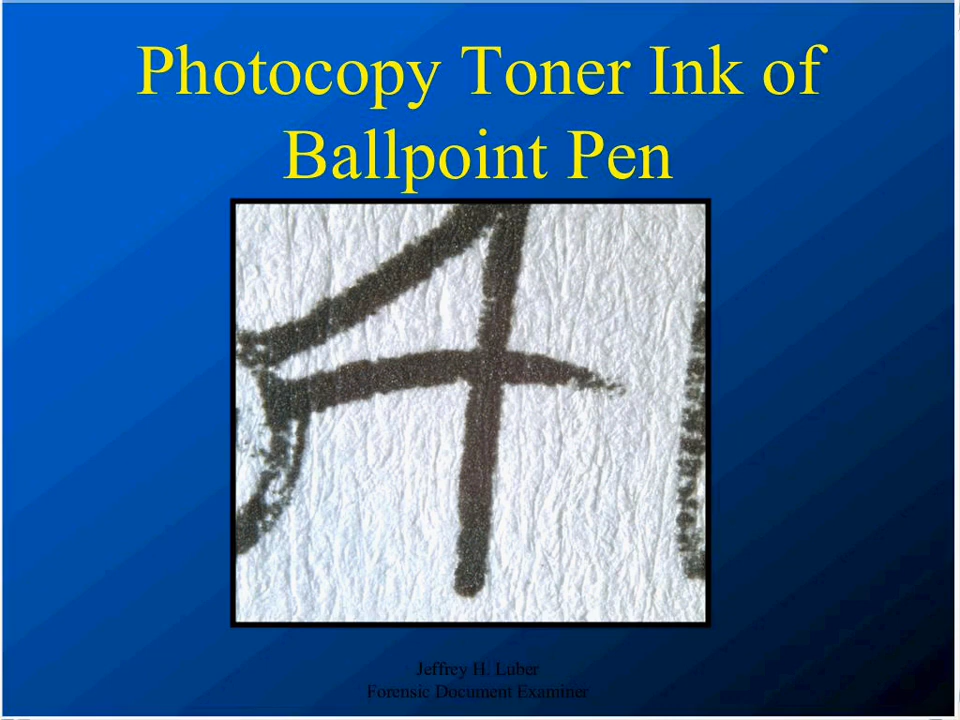 Photocopy Toner Ink of
Ballpoint Pen
Jeffrey H. Luber
Forensic Document Examiner